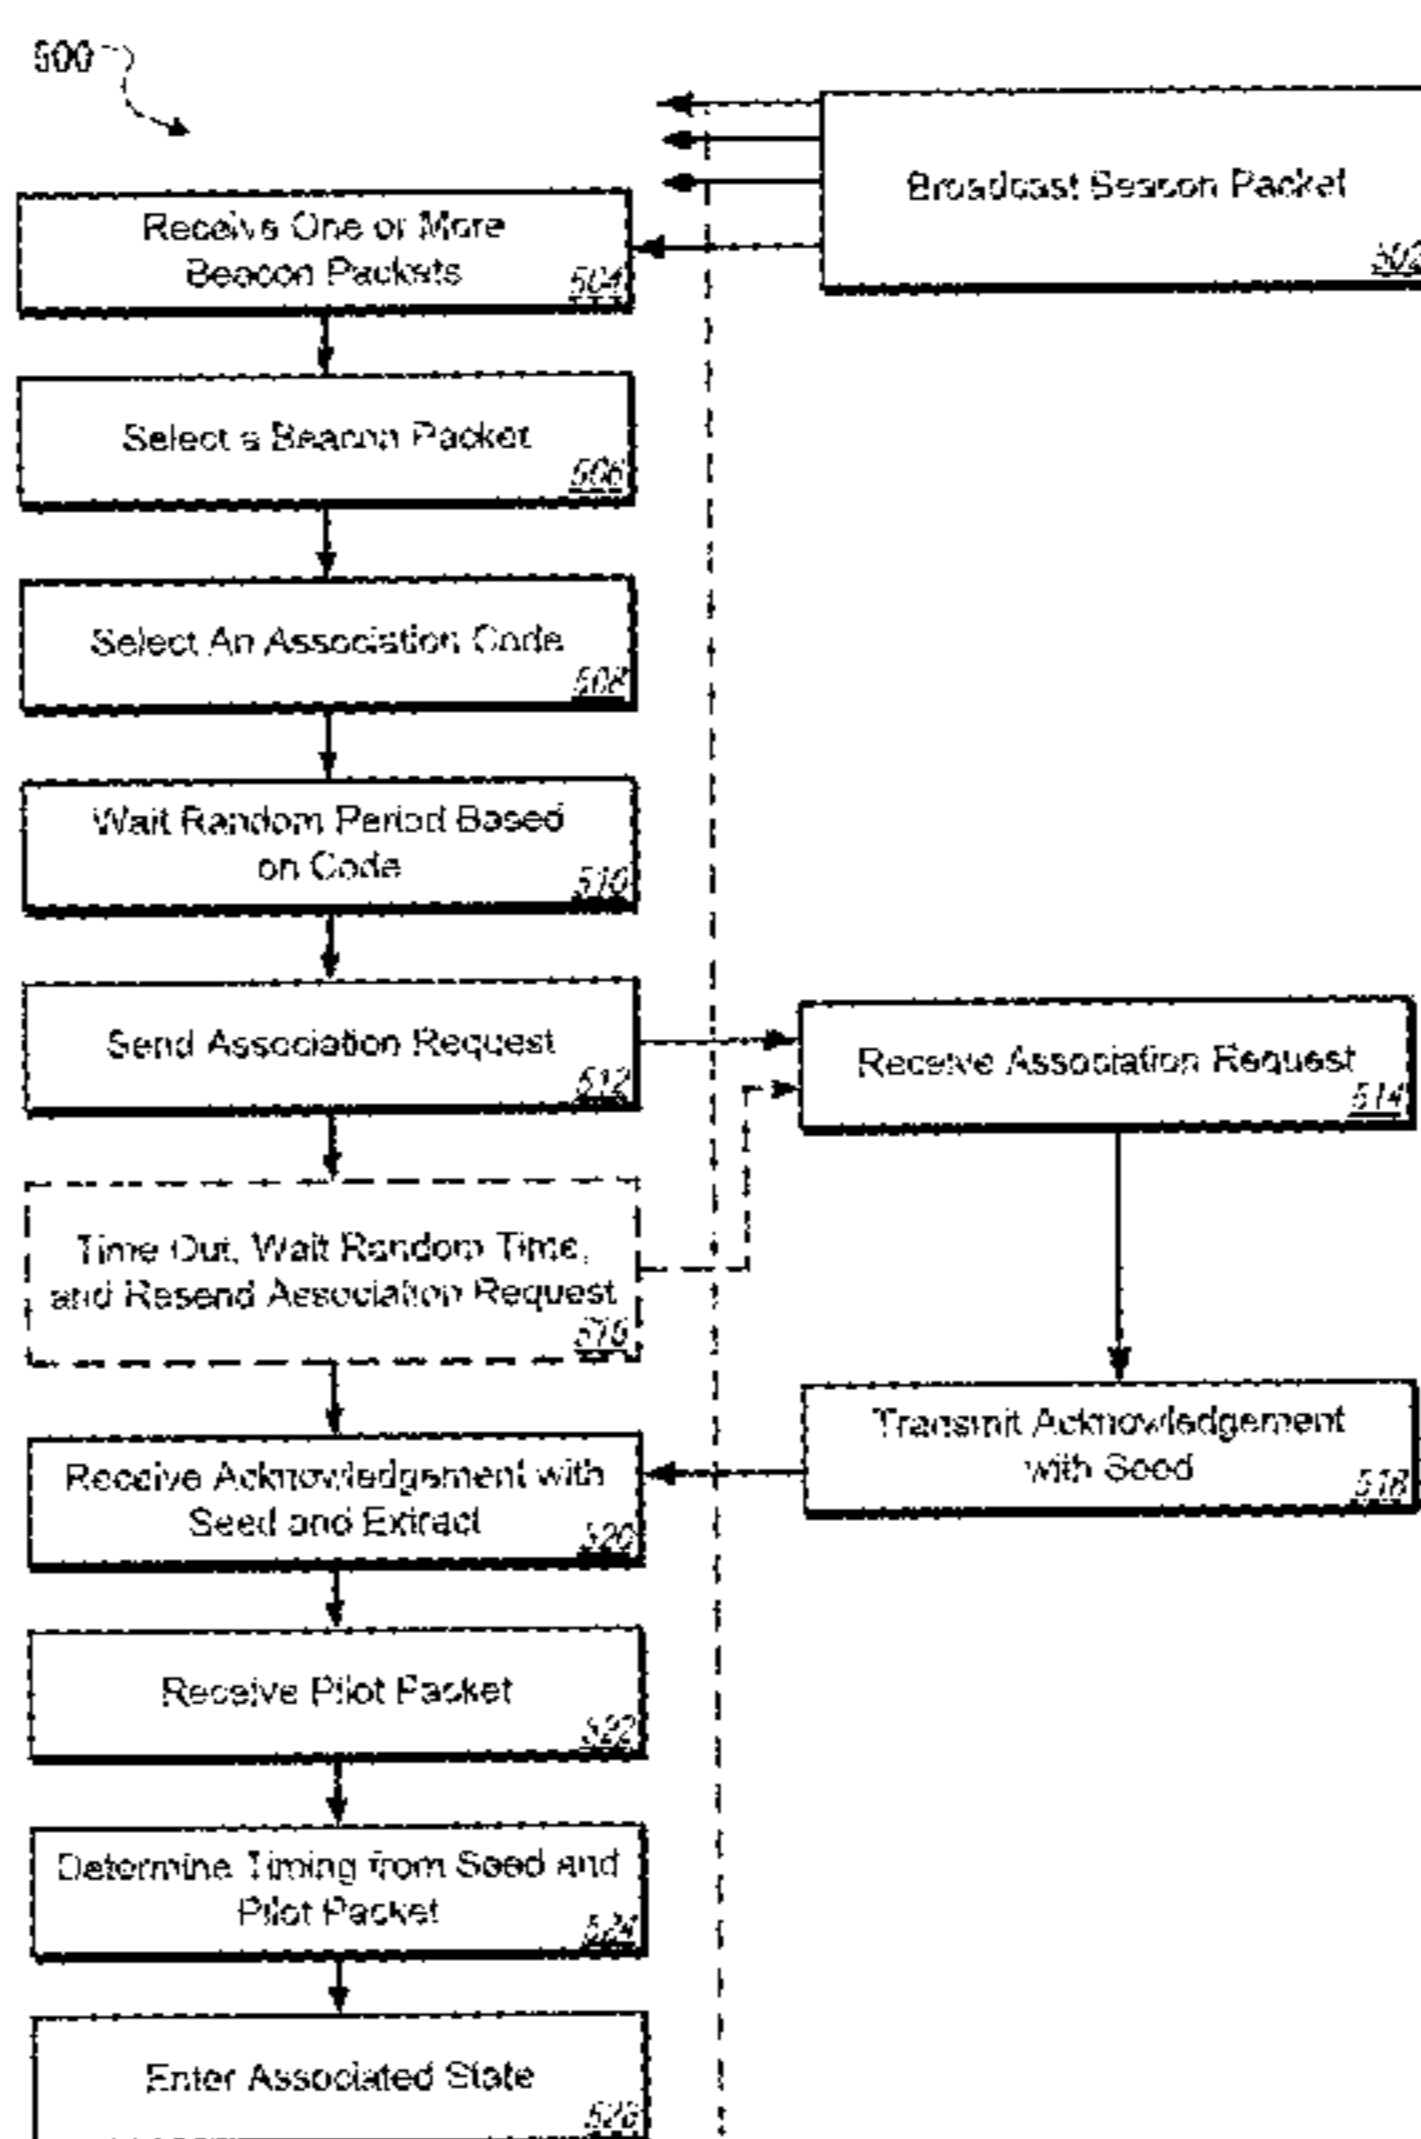 500
Broadcast Beacon Packet
502
Receive One or More
Beacon Packets
504
Select a Beacon Packet
506
Select An Association Code
508
Wait Random Period Based
on Code
510
Send Association Request
512
Receive Association Request
514
Time Out, Wait Random Time,
and Resend Association Request
516
Transmit Acknowledgement
with Seed
518
Receive Acknowledgement with
Seed and Extract
520
Receive Pilot Packet
522
Determine Timing from Seed and
Pilot Packet
524
Enter Associated State
526